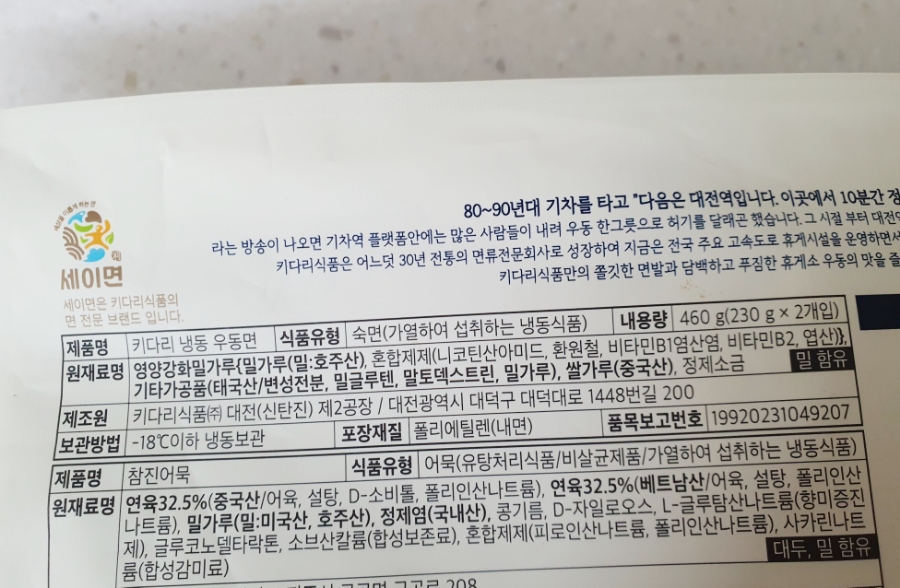 세상을 이롭게 하는 면
세이면
세이면은 키다리식품의
면 전문 브랜드 입니다.
80~90년대 기차를 타고 "다음은 대전역입니다. 이곳에서 10분간 정
라는 방송이 나오면 기차역 플랫폼안에는 많은 사람들이 내려 우동 한그릇으로 허기를 달래곤 했습니다. 그 시절 부터 대전역
키다리식품은 어느덧 30년 전통의 면류전문회사로 성장하여 지금은 전국 주요 고속도로 휴게시설을 운영하면서
키다리식품만의 쫄깃한 면발과 담백하고 푸짐한 휴게소 우동의 맛을 즐
제품명 키다리 냉동 우동면 식품유형 숙면(가열하여 섭취하는 냉동식품) 내용량 460 g(230 g × 2개입)
원재료명 영양강화밀가루{밀가루(밀:호주산), 혼합제제(니코틴산아미드, 환원철, 비타민B1염산염, 비타민B2, 엽산)},
기타가공품(태국산/변성전분, 밀글루텐, 말토덱스트린, 밀가루), 쌀가루(중국산), 정제소금 밀 함유
제조원 키다리식품㈜ 대전(신탄진) 제2공장 / 대전광역시 대덕구 대덕대로 1448번길 200
보관방법 -18℃이하 냉동보관 포장재질 폴리에틸렌(내면) 품목보고번호 19920231049207
제품명 참진어묵 식품유형 어묵(유탕처리식품/비살균제품/가열하여 섭취하는 냉동식품)
원재료명 연육32.5%(중국산/어육, 설탕, D-소비톨, 폴리인산나트륨), 연육32.5%(베트남산/어육, 설탕, 폴리인산
나트륨), 밀가루(밀:미국산, 호주산), 정제염(국내산), 콩기름, D-자일로오스, L-글루탐산나트륨(향미증진
제), 글루코노델타락톤, 소브산칼륨(합성보존료), 혼합제제(피로인산나트륨, 폴리인산나트륨), 사카린나트
륨(합성감미료) 대두, 밀 함유
208